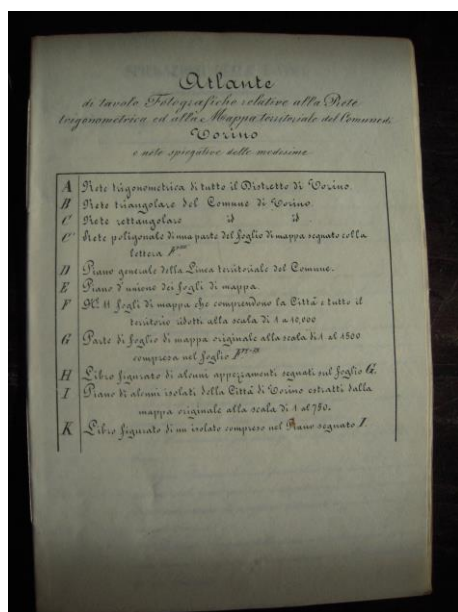 Atlante
di tavole Fotografiche relative alla Rete
trigonometrica ed alla Mappa territoriale del Comune di
Torino
e note spiegative delle medesime
A Rete trigonometrica di tutto il Distretto di Torino.
B Rete triangolare del Comune di Torino.
C Rete rettangolare id id.
C' Rete poligonale di una parte del foglio di mappa segnato colla
lettera F
D Piano generale della Linea territoriale del Comune.
E Piano d'unione dei fogli di mappa.
F N.º 11 fogli di mappa che comprendono la Città e tutto il
territorio ridotti alla scala di 1 a 10,000
G Parte di foglio di mappa originale alla scala di 1 al 1500
compresa nel foglio F
H Libro figurato di alcuni appezzamenti segnati sul foglio G.
I Piano di alcuni isolati della Città di Torino estratti dalla
mappa originale alla scala di 1 al 750.
K Libro figurato di un isolato compreso nel Piano segnato I.